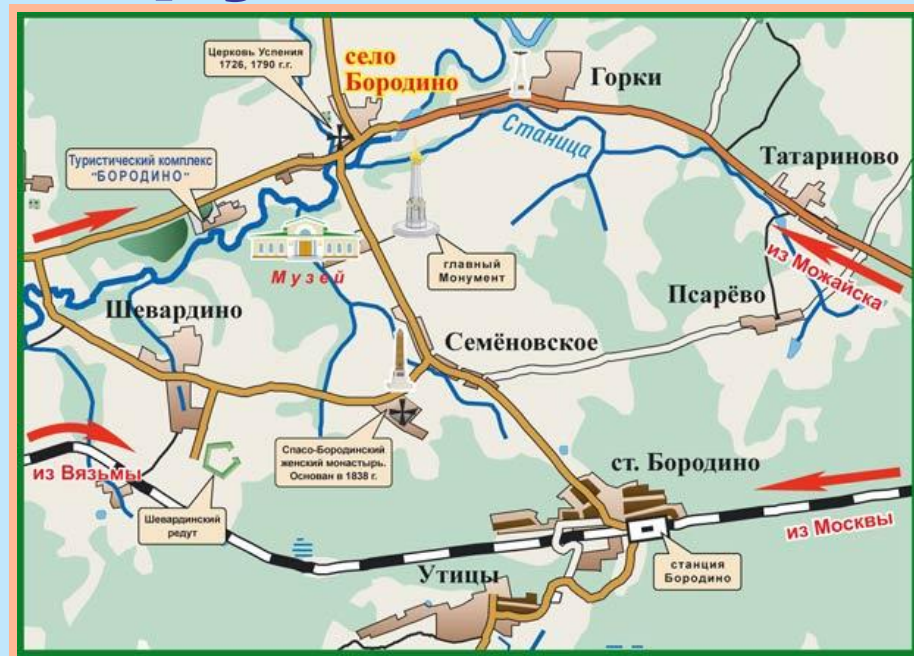 Церковь Успения
1726, 1790 г.г.
село
Бородино
Горки
Станица
Туристический комплекс
"БОРОДИНО"
Татариново
Музей
главный
Монумент
из Можайска
Шевардино
Псарёво
Семёновское
Спасо-Бородинский
женский монастырь.
Основан в 1838 г.
ст. Бородино
из Вязьмы
Шевардинский
редут
из Москвы
Утицы
станция
Бородино